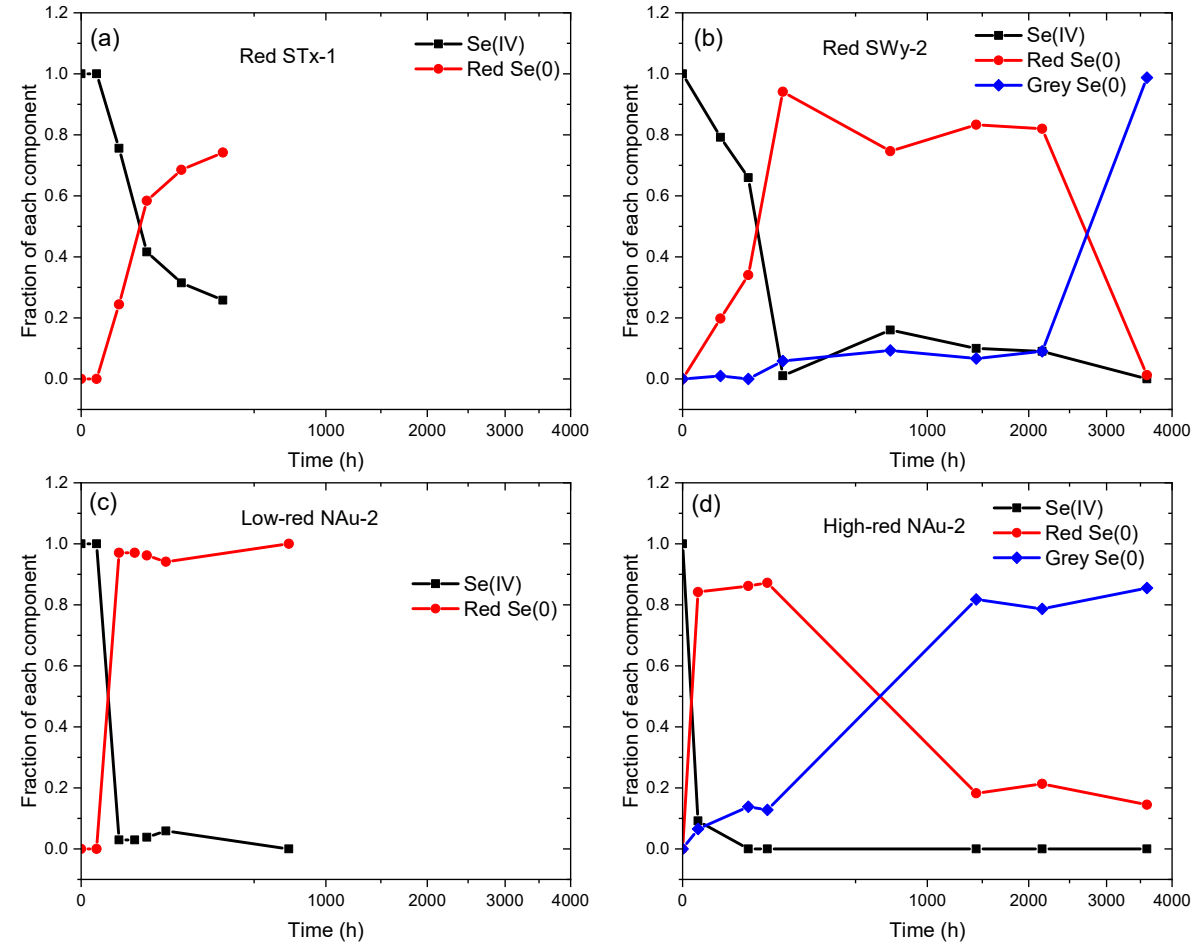 (a)
Red STx-1
Se(IV)
Red Se(0)
Fraction of each component
1.2
1.0
0.8
0.6
0.4
0.2
0.0
0 1000 2000 3000 4000
Time (h)
(b)
Red SWy-2
Se(IV)
Red Se(0)
Grey Se(0)
Fraction of each component
1.2
1.0
0.8
0.6
0.4
0.2
0.0
0 1000 2000 3000 4000
Time (h)
(c)
Low-red NAu-2
Se(IV)
Red Se(0)
Fraction of each component
1.2
1.0
0.8
0.6
0.4
0.2
0.0
0 1000 2000 3000 4000
Time (h)
(d)
High-red NAu-2
Se(IV)
Red Se(0)
Grey Se(0)
Fraction of each component
1.2
1.0
0.8
0.6
0.4
0.2
0.0
0 1000 2000 3000 4000
Time (h)